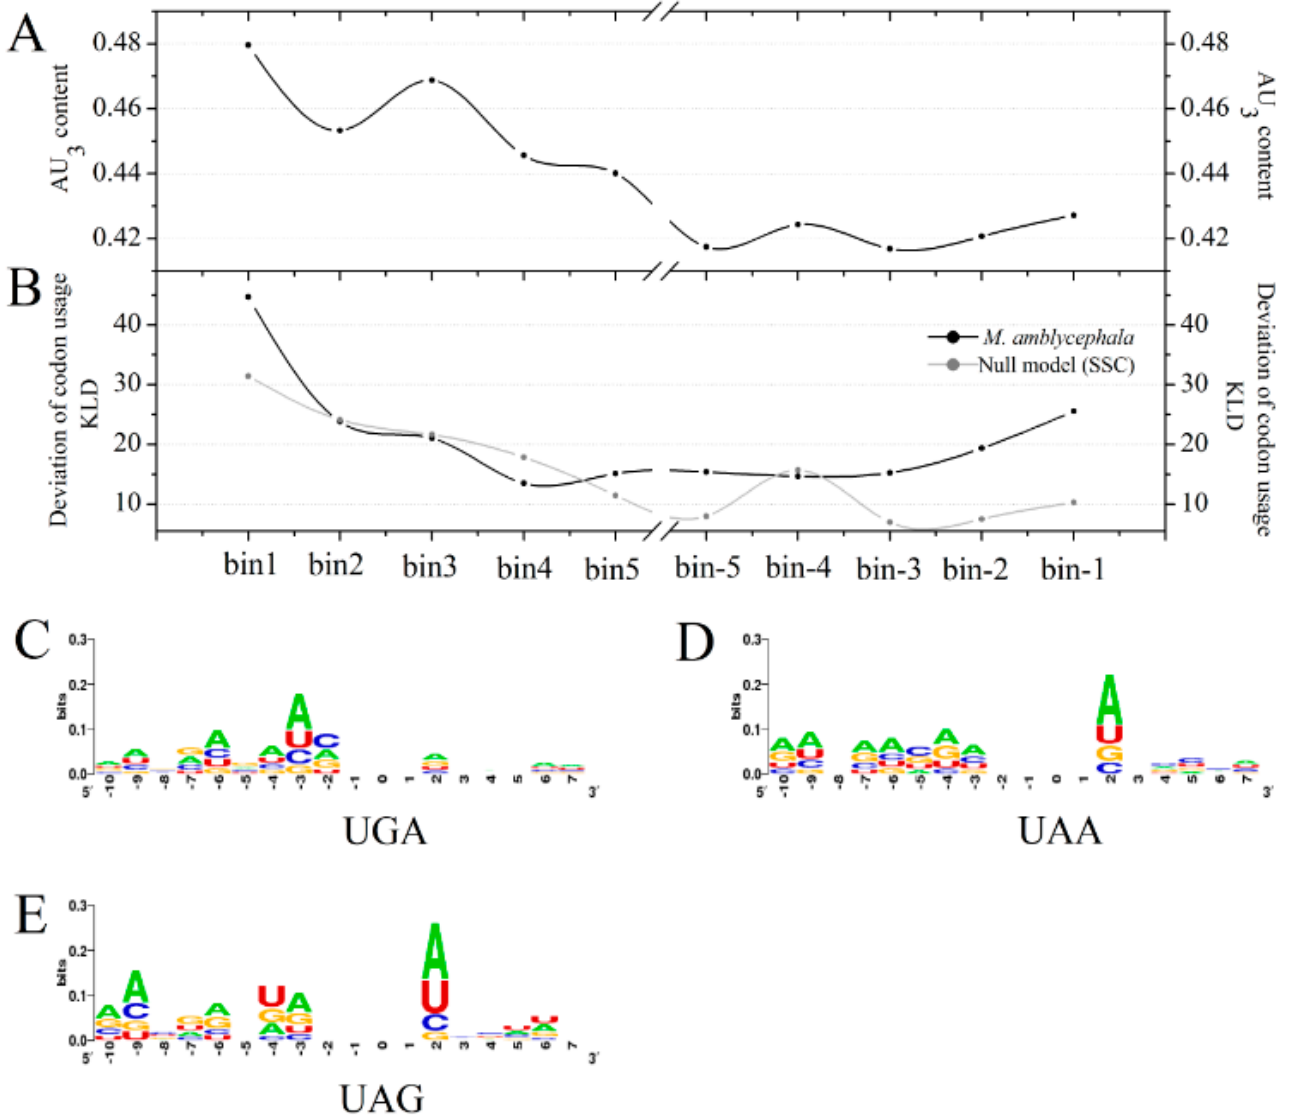 A
AU3 content
0.48
0.46
0.44
0.42
0.48
0.46
0.44
0.42
AU3 content
B
Deviation of codon usage
KLD
40
30
20
10
M. amblycephala
Null model (SSC)
40
30
20
10
Deviation of codon usage
KLD
bin1 bin2 bin3 bin4 bin5 bin-5 bin-4 bin-3 bin-2 bin-1
C
bits
0.3
0.2
0.1
0.0
A
U C
5′ -10 -9 -8 -7 -6 -5 -4 -3 -2 -1 0 1 2 3 4 5 6 7 3′
UGA
D
bits
0.3
0.2
0.1
0.0
A
U
G
C
5′ -10 -9 -8 -7 -6 -5 -4 -3 -2 -1 0 1 2 3 4 5 6 7 3′
UAA
E
bits
0.3
0.2
0.1
0.0
A
U
C
G
5′ -10 -9 -8 -7 -6 -5 -4 -3 -2 -1 0 1 2 3 4 5 6 7 3′
UAG